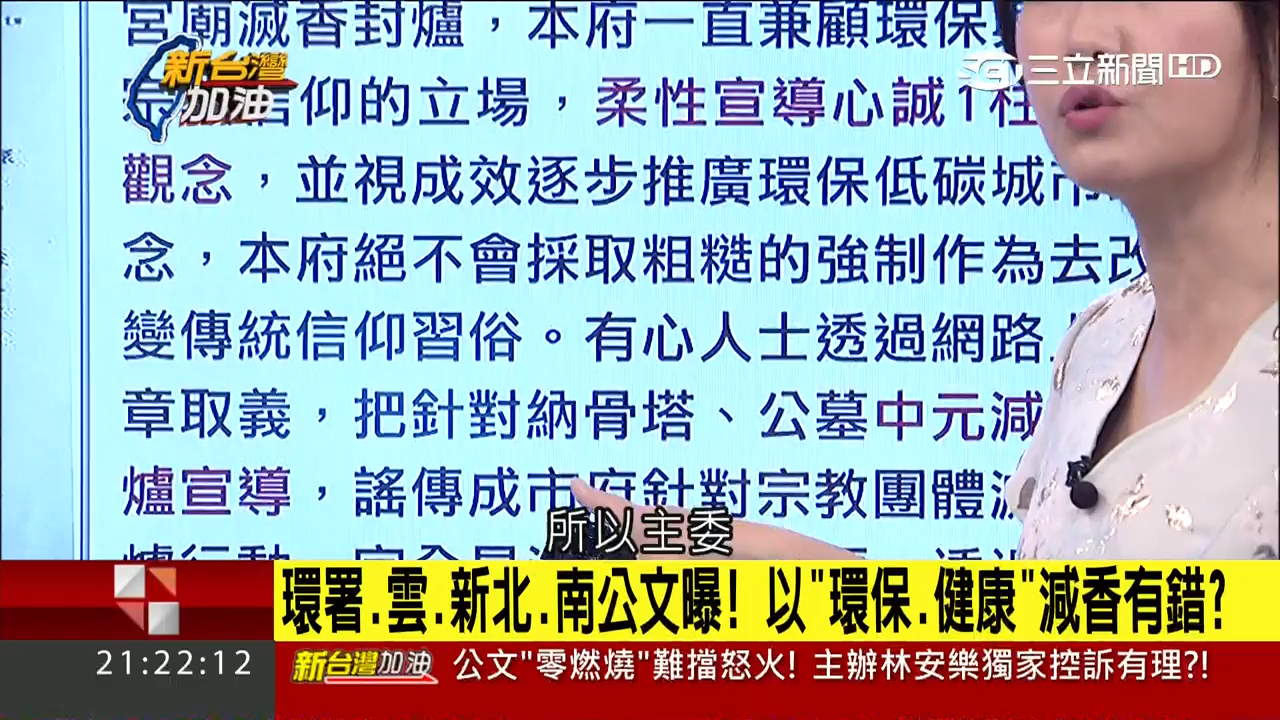 宮廟滅香封爐，本府一直兼顧環保
新台灣加油
SET三立新聞HD
信仰的立場，柔性宣導心誠1柱
觀念，並視成效逐步推廣環保低碳城市
念，本府絕不會採取粗糙的強制作為去改
變傳統信仰習俗。有心人士透過網路
章取義，把針對納骨塔、公墓中元減
爐宣導，謠傳成市府針對宗教團體
所以主委
環署.雲.新北.南公文曝! 以"環保.健康"減香有錯?
21:22:12
新台灣加油 公文"零燃燒"難擋怒火! 主辦林安樂獨家控訴有理?!